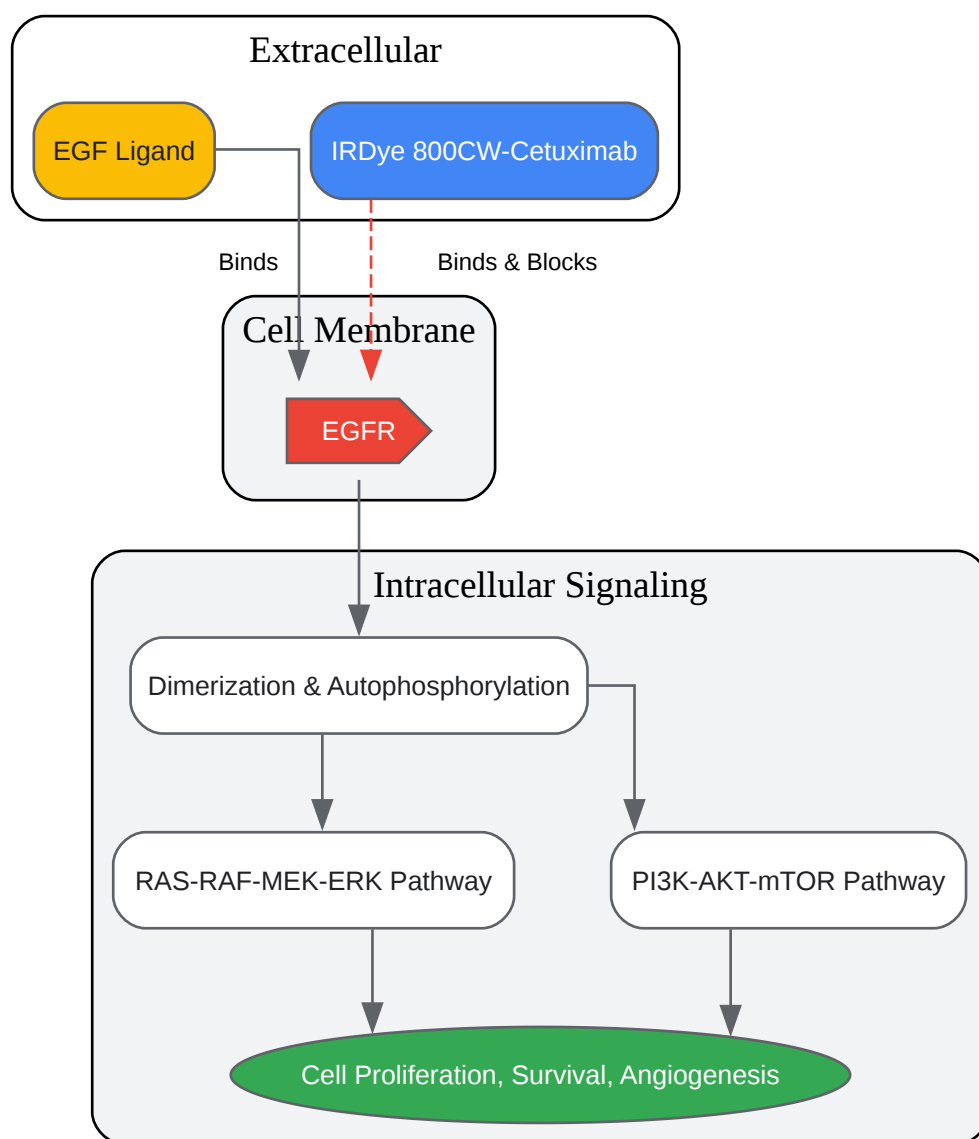 Extracellular
EGF Ligand
IRDye 800CW-Cetuximab
Binds
Binds & Blocks
Cell Membrane
EGFR
Intracellular Signaling
Dimerization & Autophosphorylation
RAS-RAF-MEK-ERK Pathway
PI3K-AKT-mTOR Pathway
Cell Proliferation, Survival, Angiogenesis